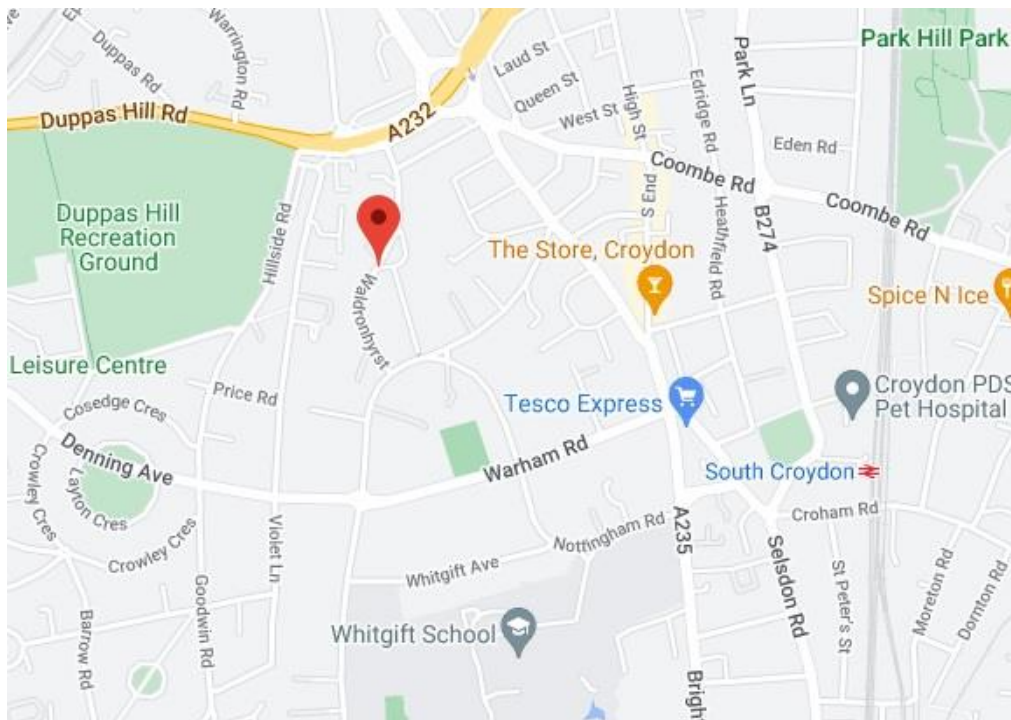 Warrington Rd
Duppas Rd
Laud St
Queen St
West St
High St
Edridge Rd
Park Ln
Park Hill Park
Duppas Hill Rd
A232
Eden Rd
Coombe Rd
Coombe Rd
S End
Heathfield Rd
B274
Duppas Hill
Recreation
Ground
Hillside Rd
Waldronhyrst
The Store, Croydon
Spice N Ice
Leisure Centre
Price Rd
Cosedge Cres
Tesco Express
Croydon PDS
Pet Hospital
Denning Ave
Warham Rd
South Croydon
Crowley Cres
Layton Cres
Crowley Cres
Violet Ln
Nottingham Rd
A235
Croham Rd
Whitgift Ave
Selsdon Rd
St Peter's St
Moreton Rd
Dornton Rd
Goodwin Rd
Barrow Rd
Whitgift School
Brigh